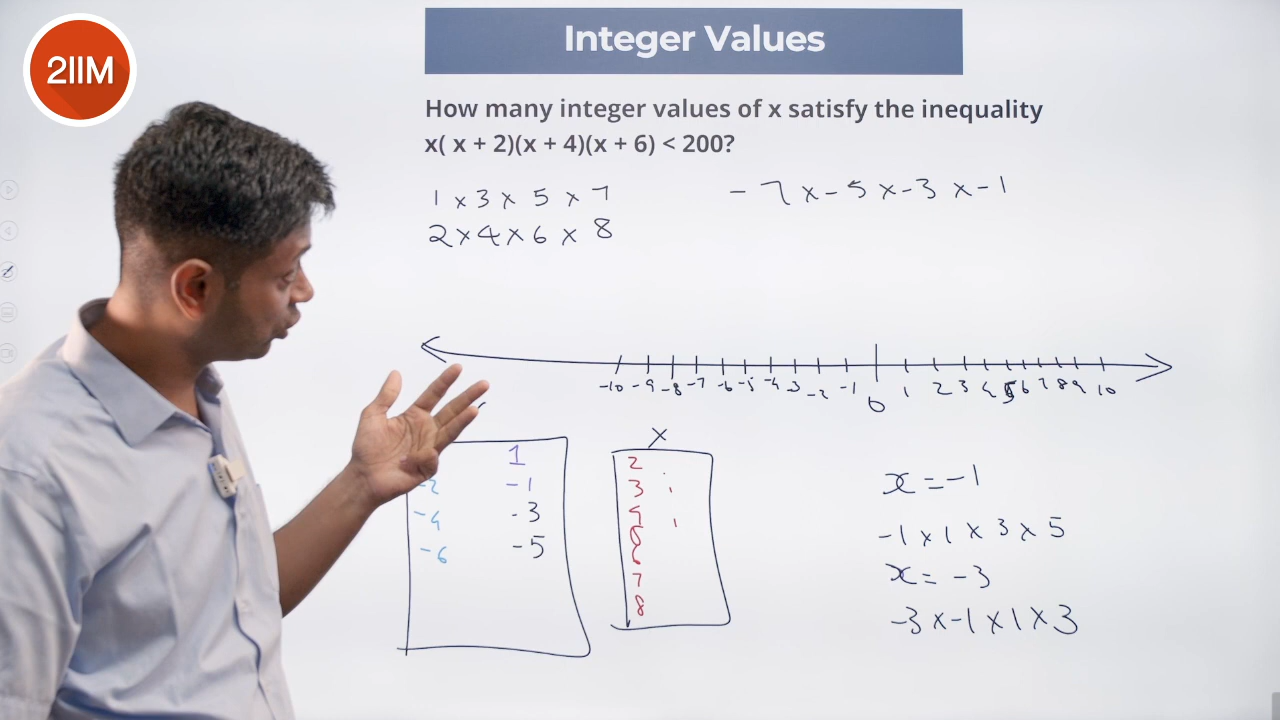 2IIM
Integer Values
How many integer values of x satisfy the inequality
x( x + 2)(x + 4)(x + 6) < 200?
1 x 3 x 5 x 7
2 x 4 x 6 x 8
- 7 x - 5 x - 3 x - 1
-10 -9 -8 -7 -6 -5 -4 -3 -2 -1 0 1 2 3 4 5 6 7 8 9 10
1
-2 -1
-4 -3
-6 -5
X
2
3
4
5
6
7
8
x = -1
-1 x 1 x 3 x 5
x = -3
-3 x -1 x 1 x 3